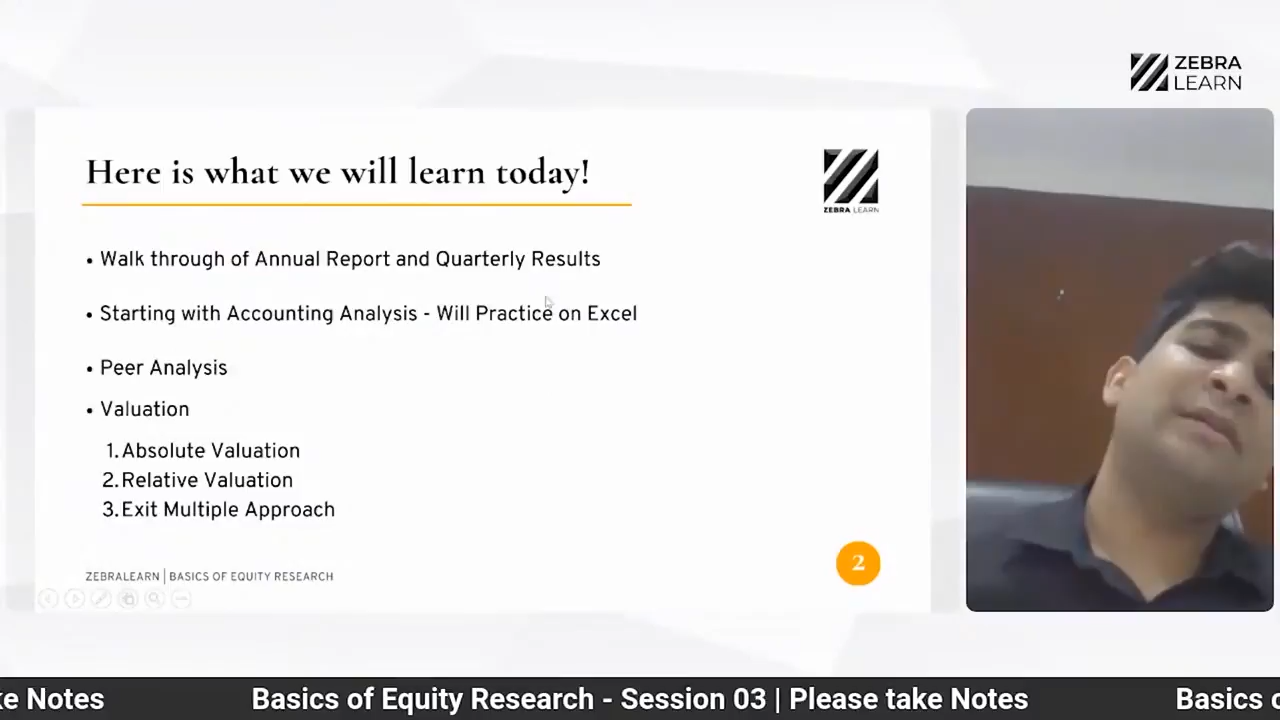 ZEBRA
LEARN
Here is what we will learn today!
ZEBRA LEARN
• Walk through of Annual Report and Quarterly Results
• Starting with Accounting Analysis - Will Practice on Excel
• Peer Analysis
• Valuation
1. Absolute Valuation
2. Relative Valuation
3. Exit Multiple Approach
ZEBRALEARN | BASICS OF EQUITY RESEARCH
2
ke Notes Basics of Equity Research - Session 03 | Please take Notes Basics o